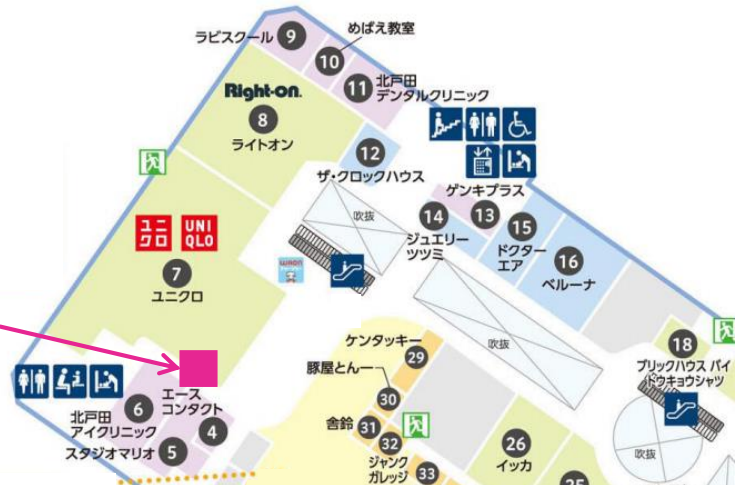 ラビスクール
9
めばえ教室
10
11
北戸田
デンタルクリニック
Right-on.
8
ライトオン
12
ザ・クロックハウス
ゲンキプラス
13
14
ジュエリー
ツツミ
15
ドクター
エア
16
ベルーナ
吹抜
ユニ
クロ
UNI
QLO
7
ユニクロ
WAON
吹抜
18
ブリックハウス バイ
トウキョウシャツ
ケンタッキー
29
豚屋とん一
30
舎鈴
31
32
ジャンク
ガレッジ
33
26
イッカ
25
吹抜
エース
コンタクト
4
6
北戸田
アイクリニック
スタジオマリオ
5